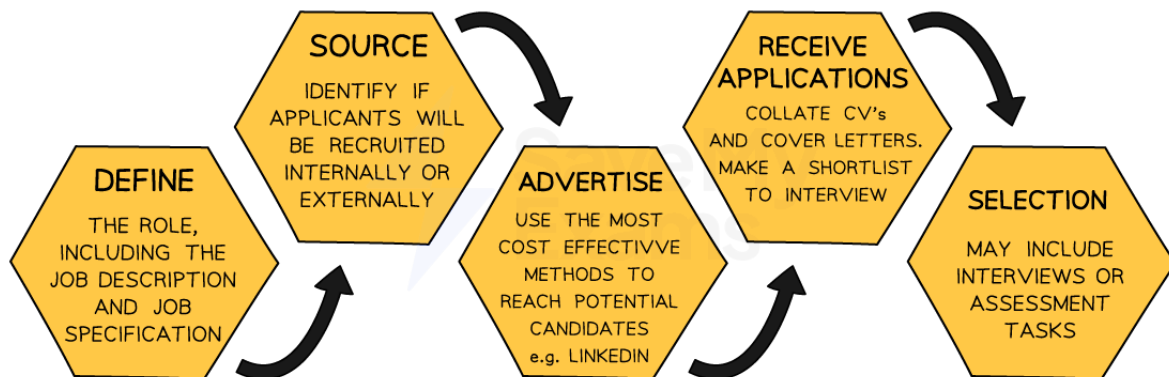 DEFINE
THE ROLE,
INCLUDING THE
JOB DESCRIPTION
AND JOB
SPECIFICATION
SOURCE
IDENTIFY IF
APPLICANTS WILL
BE RECRUITED
INTERNALLY OR
EXTERNALLY
ADVERTISE
USE THE MOST
COST EFFECTIVVE
METHODS TO
REACH POTENTIAL
CANDIDATES
e.g. LINKEDIN
RECEIVE
APPLICATIONS
COLLATE CV's
AND COVER LETTERS.
MAKE A SHORTLIST
TO INTERVIEW
SELECTION
MAY INCLUDE
INTERVIEWS OR
ASSESSMENT
TASKS